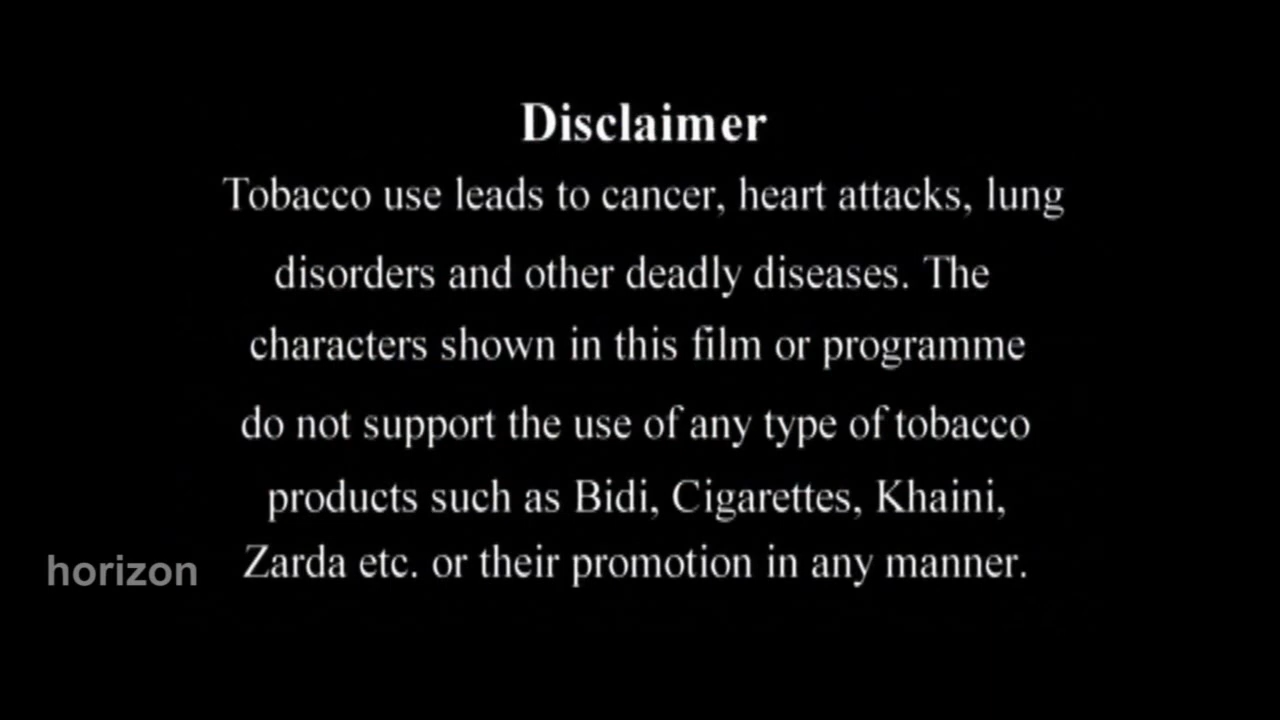 Disclaimer
Tobacco use leads to cancer, heart attacks, lung
disorders and other deadly diseases. The
characters shown in this film or programme
do not support the use of any type of tobacco
products such as Bidi, Cigarettes, Khaini,
Zarda etc. or their promotion in any manner.
horizon